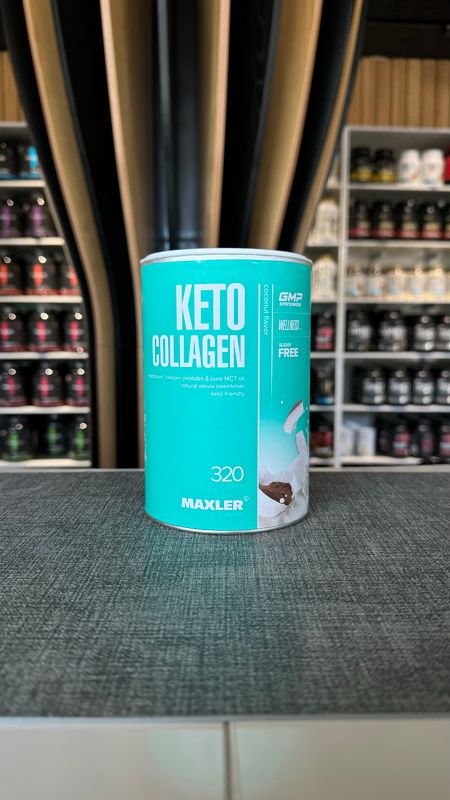 KETO
COLLAGEN
collagen peptides & pure MCT oil
natural stevia sweetener
keto friendly
320
MAXLER®
coconut flavor
GMP
WELLNESS
SUGAR
FREE